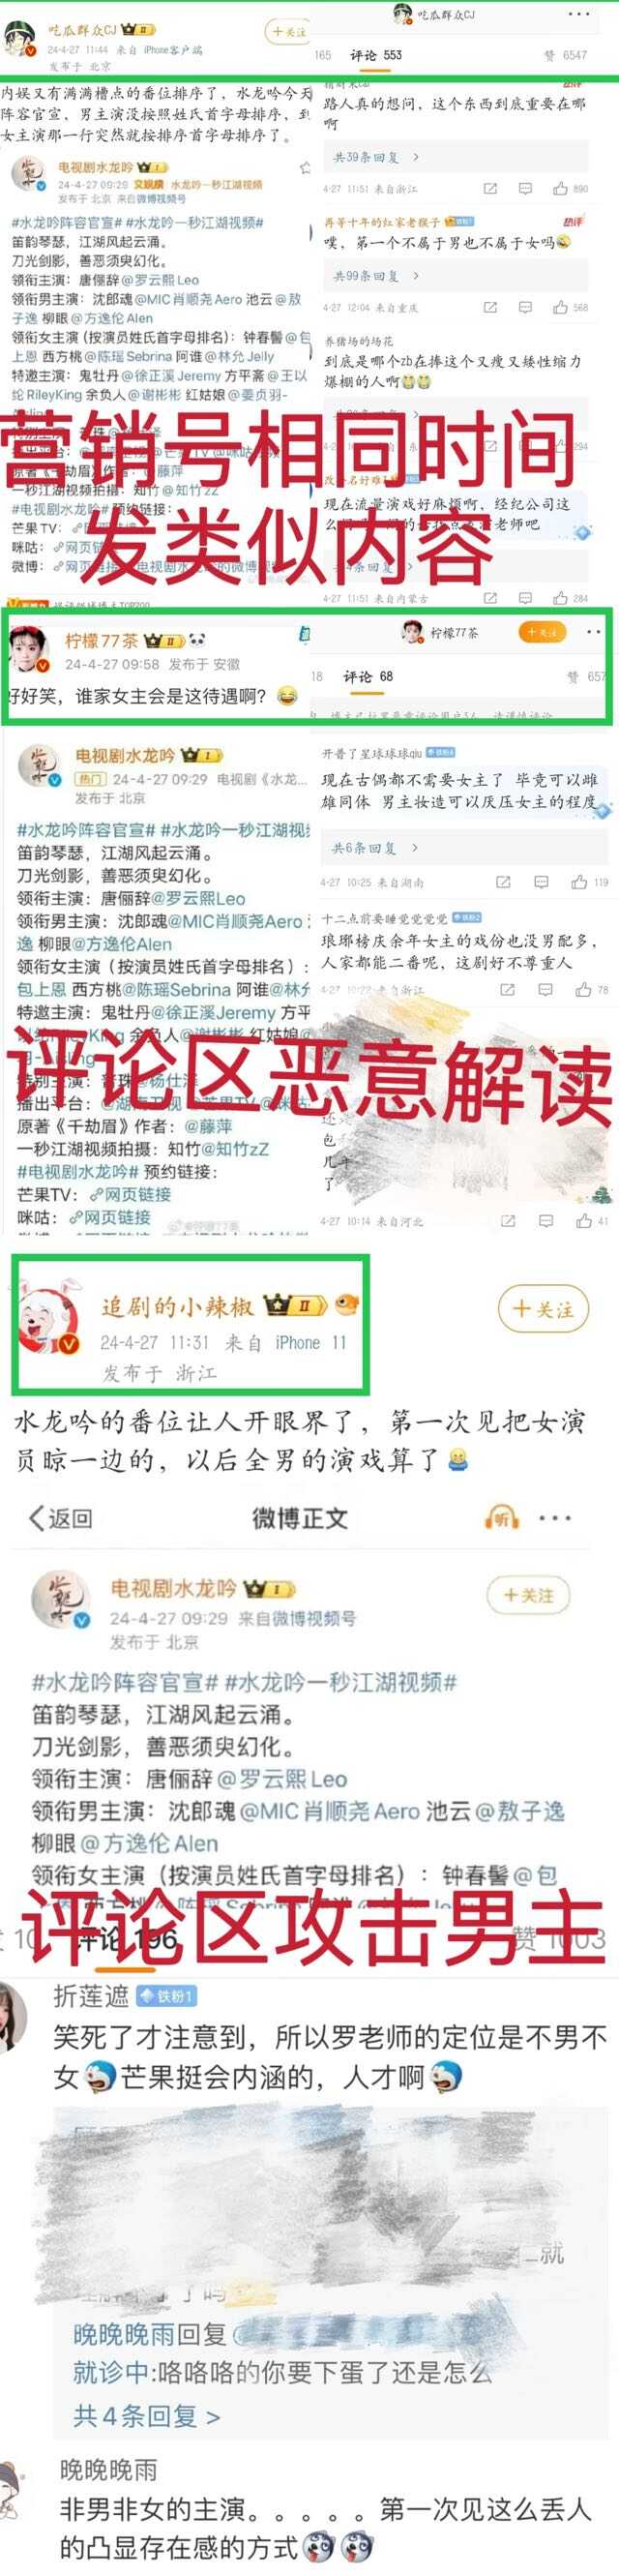 吃瓜群众CJ
24-4-27 11:44 来自 iPhone客户端
发布于 北京
+关注
内娱又有满满槽点的番位排序了，水龙吟今天
阵容官宣，男主演没按照姓氏首字母排序，到
女主演那一行突然就按排序首字母排序了。
电视剧水龙吟
24-4-27 09:29
水龙吟一秒江湖视频
发布于 北京 来自微博视频号
#水龙吟阵容官宣# #水龙吟一秒江湖视频#
笛韵琴瑟，江湖风起云涌。
刀光剑影，善恶须臾幻化。
领衔主演：唐俪辞@罗云熙Leo
领衔男主演：沈郎魂@MIC肖顺尧Aero 池云@敖
子逸 柳眼@方逸伦Alen
领衔女主演（按演员姓氏首字母排名）：钟春髻@包
上恩 西方桃@陈瑶Sebrina 阿谁@林允Jelly
特邀主演：鬼牡丹@徐正溪Jeremy 方平斋@王以
纶RileyKing 余负人@谢彬彬 红姑娘@姜贞羽-
原著《千劫眉》作者：@藤萍
一秒江湖视频拍摄：知竹@知竹zZ
#电视剧水龙吟# 预约链接：
芒果TV：
咪咕：网页链
微博：
吃瓜群众CJ
165 评论 553 赞 6547
路人真的想问，这个东西到底重要在哪
啊
共39条回复 >
4-27 11:51 来自浙江 890
再等十年的灶家老猴子
热评
噗，第一个不属于男也不属于女吗
共99条回复 >
4-27 12:04 来自重庆 568
养猪场的场花
到底是哪个zb在捧这个又瘦又矮性缩力
爆棚的人啊
294
现在流量演戏好麻烦啊，经纪公司这
4-27 11:51 来自内蒙古 284
营销号相同时间
发类似内容
柠檬77茶
24-4-27 09:58 发布于 安徽
好好笑，谁家女主会是这待遇啊？
柠檬77茶
+关注
18 评论 68 赞 657
电视剧水龙吟
热门 24-4-27 09:29 电视剧《水龙...
发布于 北京
#水龙吟阵容官宣# #水龙吟一秒江湖视频
笛韵琴瑟，江湖风起云涌。
刀光剑影，善恶须臾幻化。
领衔主演：唐俪辞@罗云熙Leo
领衔男主演：沈郎魂@MIC肖顺尧Aero
逸 柳眼@方逸伦Alen
领衔女主演（按演员姓氏首字母排名）：
包上恩 西方桃@陈瑶Sebrina 阿谁@林允
特邀主演：鬼牡丹@徐正溪Jeremy 方平
播出平台：
原著《千劫眉》作者：@藤萍
一秒江湖视频拍摄：知竹@知竹zZ
#电视剧水龙吟# 预约链接：
芒果TV：网页链接
咪咕：网页链接
开普了星球球球qiu
现在古偶都不需要女主了 毕竟可以雌
雄同体 男主妆造可以厌压女主的程度
共6条回复 >
4-27 10:25 来自湖南 119
十二点前要睡觉觉觉觉
琅琊榜庆余年女主的戏份也没男配多，
人家都能二番呢，这剧好不尊重人
4-27 10:22 来自浙江 78
4-27 10:14 来自河北 41
评论区恶意解读
追剧的小辣椒
24-4-27 11:31 来自 iPhone 11
发布于 浙江
+关注
水龙吟的番位让人开眼界了，第一次见把女演
员晾一边的，以后全男的演戏算了
返回 微博正文 听
电视剧水龙吟
24-4-27 09:29 来自微博视频号
发布于 北京
+关注
#水龙吟阵容官宣# #水龙吟一秒江湖视频#
笛韵琴瑟，江湖风起云涌。
刀光剑影，善恶须臾幻化。
领衔主演：唐俪辞@罗云熙Leo
领衔男主演：沈郎魂@MIC肖顺尧Aero 池云@敖子逸
柳眼@方逸伦Alen
领衔女主演（按演员姓氏首字母排名）：钟春髻@包
评论区攻击男主
评论 196 赞 1003
折莲遮 铁粉1
笑死了才注意到，所以罗老师的定位是不男不
女芒果挺会内涵的，人才啊
就
晚晚晚雨回复
就诊中:咯咯咯的你要下蛋了还是怎么
共4条回复 >
晚晚晚雨
非男非女的主演。。。。。第一次见这么丢人
的凸显存在感的方式